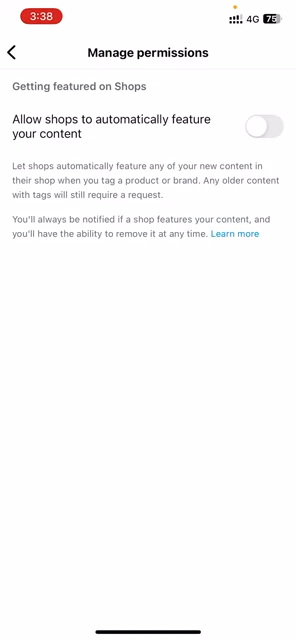 3:38
4G 75
Manage permissions
Getting featured on Shops
Allow shops to automatically feature
your content
Let shops automatically feature any of your new content in
their shop when you tag a product or brand. Any older content
with tags will still require a request.
You'll always be notified if a shop features your content, and
you'll have the ability to remove it at any time. Learn more